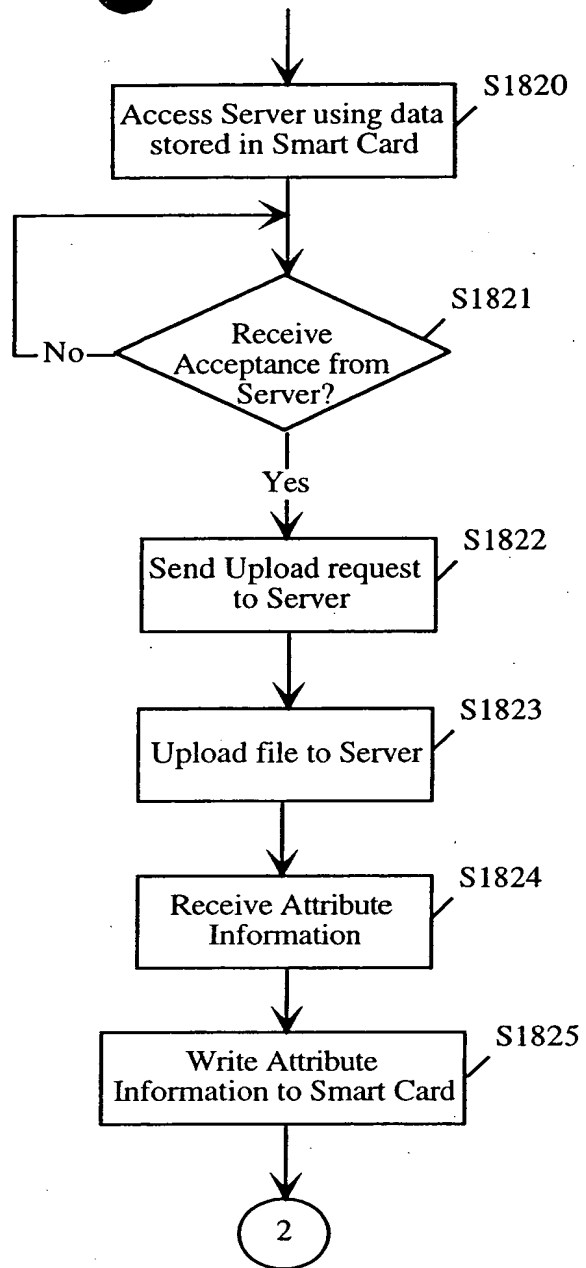 S1820
Access Server using data
stored in Smart Card
S1821
Receive
Acceptance from
Server?
No
Yes
S1822
Send Upload request
to Server
S1823
Upload file to Server
S1824
Receive Attribute
Information
S1825
Write Attribute
Information to Smart Card
2